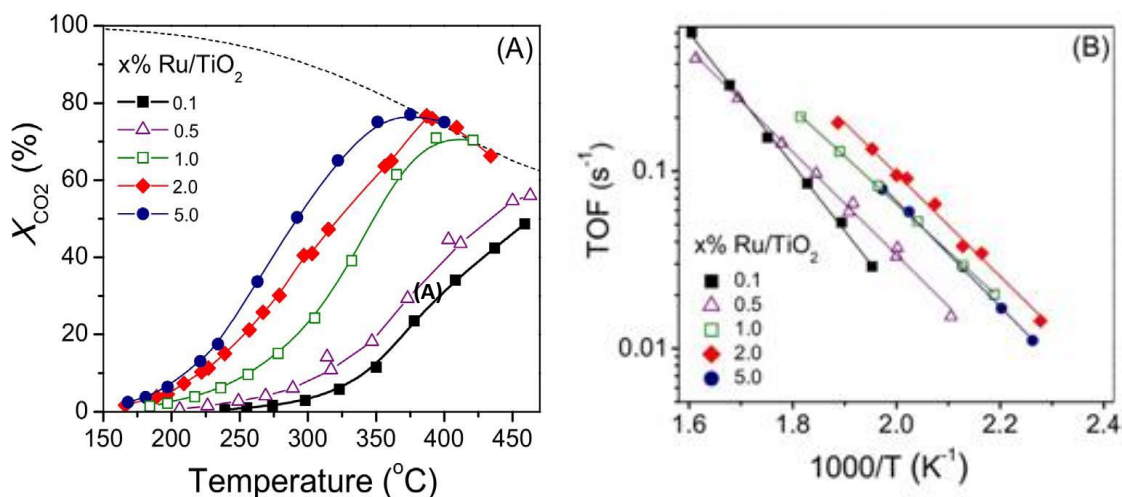 (A)
100
80
60
40
20
0
X_CO2 (%)
x% Ru/TiO₂
0.1
0.5
1.0
2.0
5.0
(A)
150 200 250 300 350 400 450
Temperature (°C)
(B)
TOF (s⁻¹)
0.1
0.01
x% Ru/TiO₂
0.1
0.5
1.0
2.0
5.0
1.6 1.8 2.0 2.2 2.4
1000/T (K⁻¹)